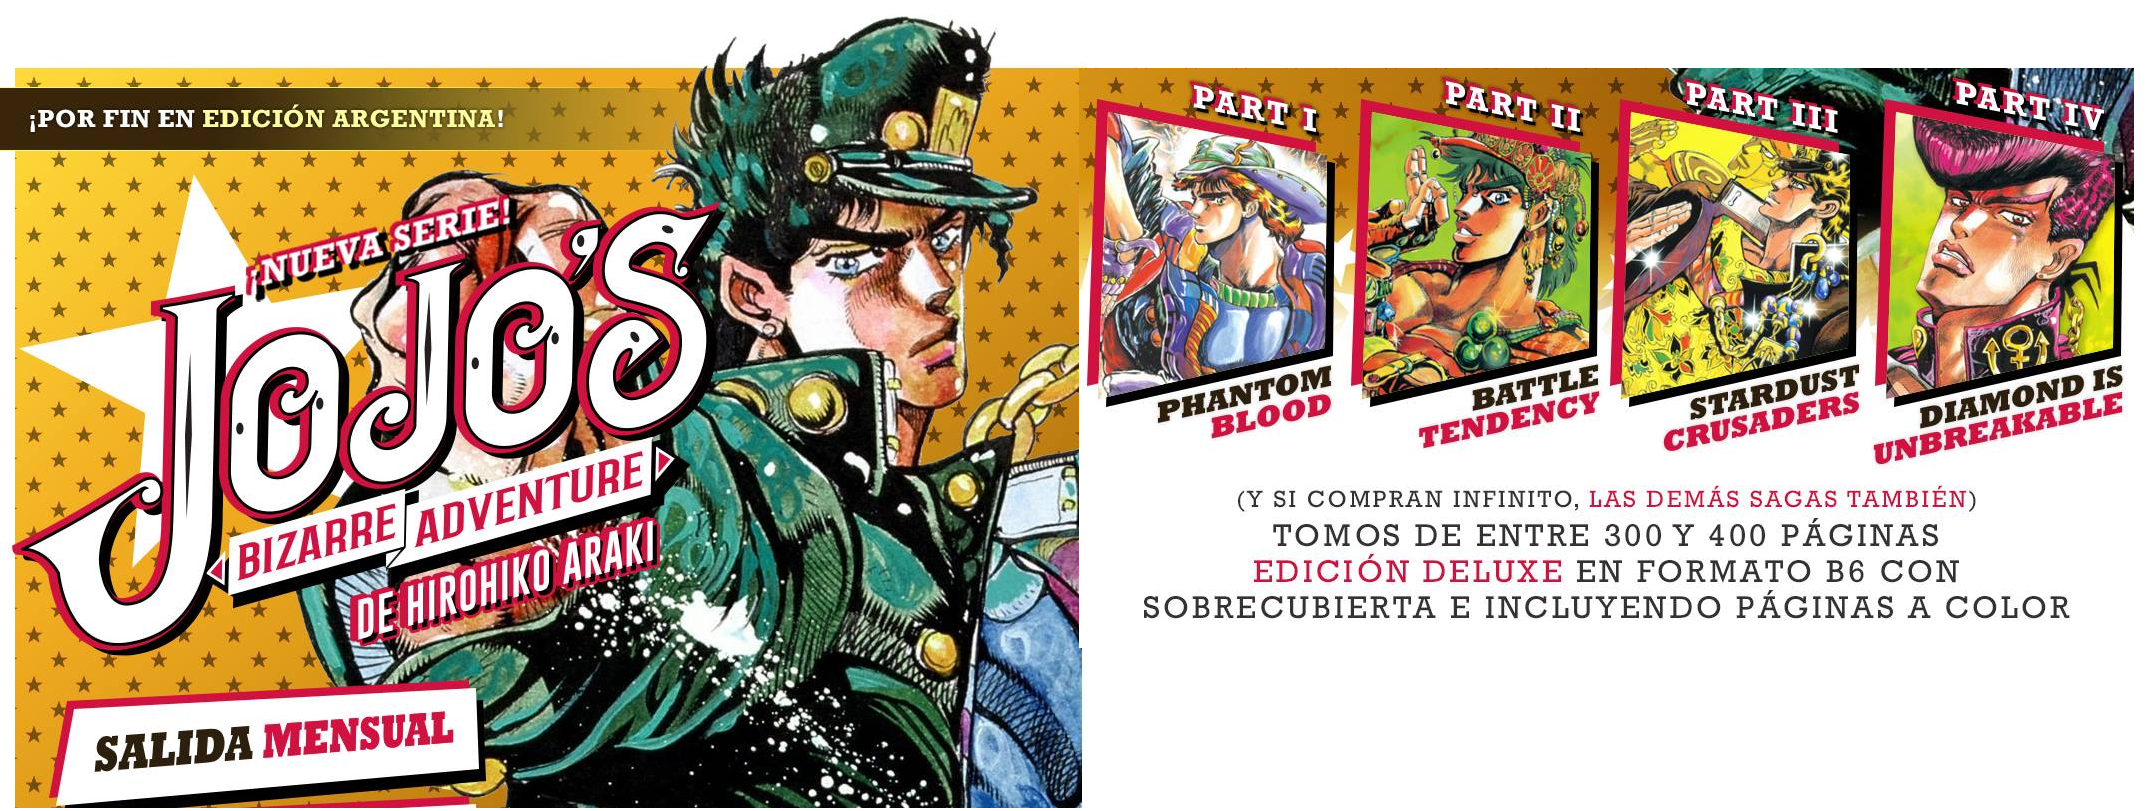 ¡POR FIN EN EDICIÓN ARGENTINA!
¡NUEVA SERIE!
JOJO'S
BIZARRE ADVENTURE
DE HIROHIKO ARAKI
SALIDA MENSUAL
PART I
PHANTOM
BLOOD
PART II
BATTLE
TENDENCY
PART III
STARDUST
CRUSADERS
PART IV
DIAMOND IS
UNBREAKABLE
(Y SI COMPRAN INFINITO, LAS DEMÁS SAGAS TAMBIÉN)
TOMOS DE ENTRE 300 Y 400 PÁGINAS
EDICIÓN DELUXE EN FORMATO B6 CON
SOBRECUBIERTA E INCLUYENDO PÁGINAS A COLOR